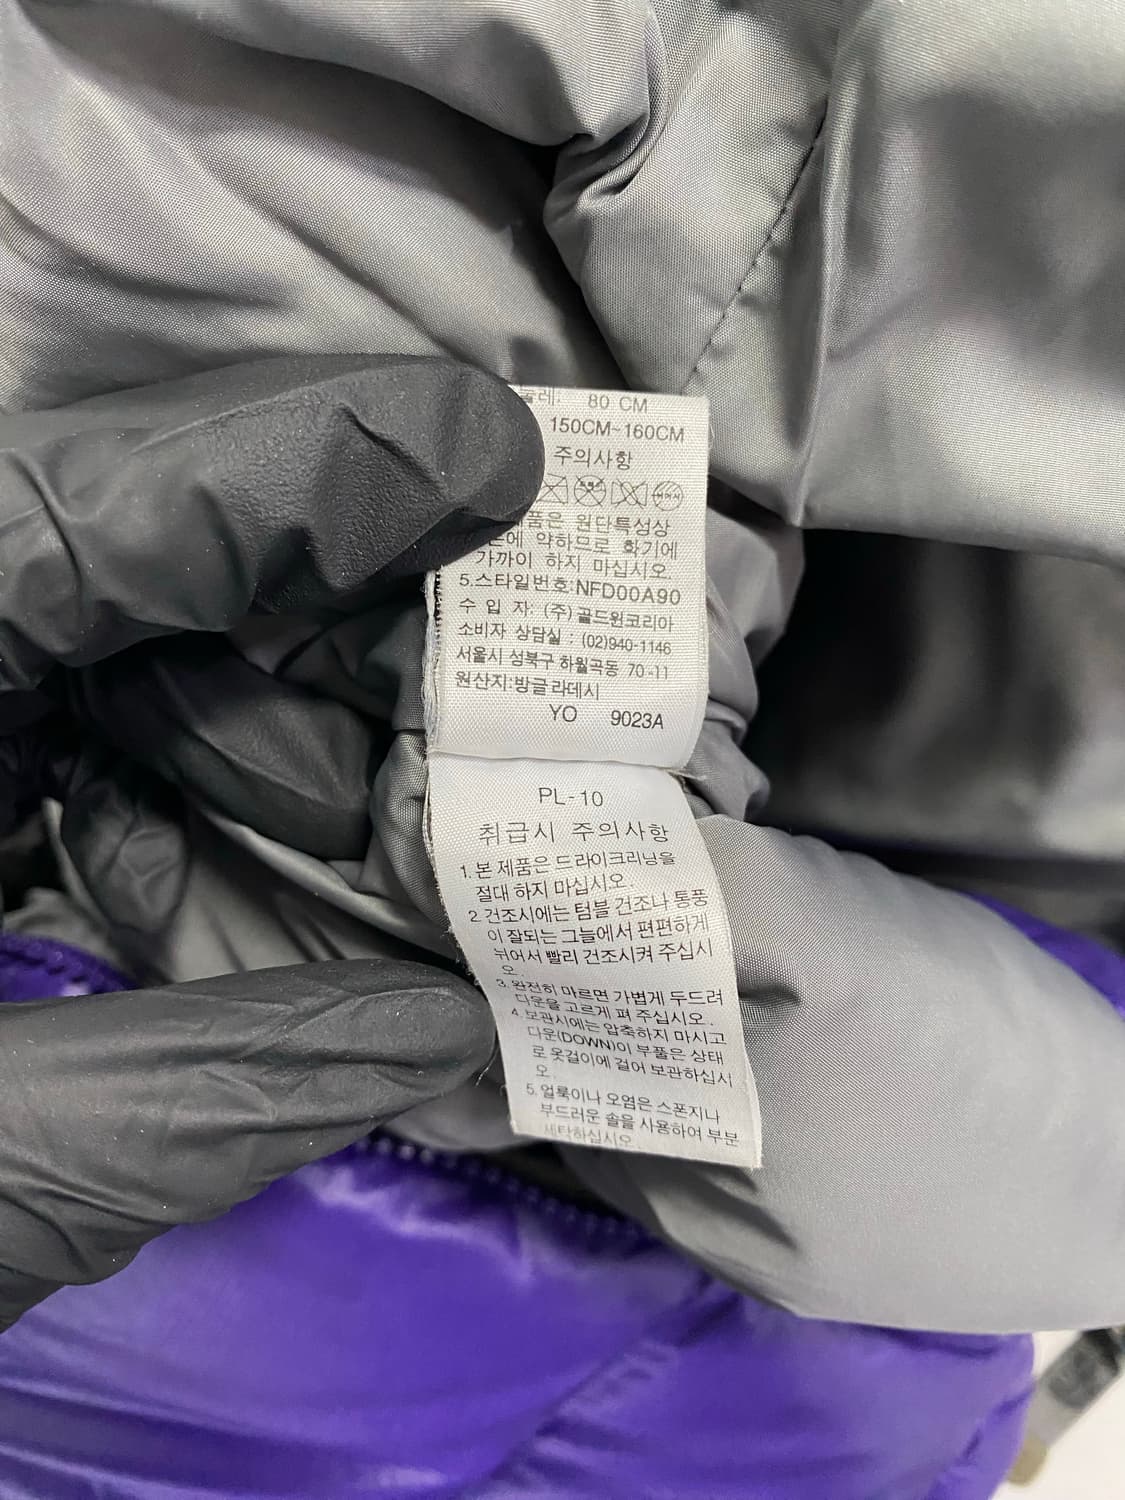 80 CM
150CM~160CM
주의사항
제품은 원단특성상
약하므로 화기에
가까이 하지 마십시오.
5.스타일번호:NFD00A90
수 입 자: (주)골드윈코리아
소비자 상담실 : (02)940-1146
서울시 성북구 하월곡동 70-11
원산지:방글라데시
YO 9023A
PL-10
취급시 주의사항
1.본 제품은 드라이크리닝을
절대 하지 마십시오.
2.건조시에는 텀블 건조나 통풍
이 잘되는 그늘에서 편편하게
뉘어서 빨리 건조시켜 주십시
오.
3.완전히 마르면 가볍게 두드려
다운을 고르게 펴 주십시오.
4.보관시에는 압축하지 마시고
다운(DOWN)이 부풀은 상태
로 옷걸이에 걸어 보관하십시
오.
5.얼룩이나 오염은 스폰지나
부드러운 솔을 사용하여 부분
세탁하십시오.